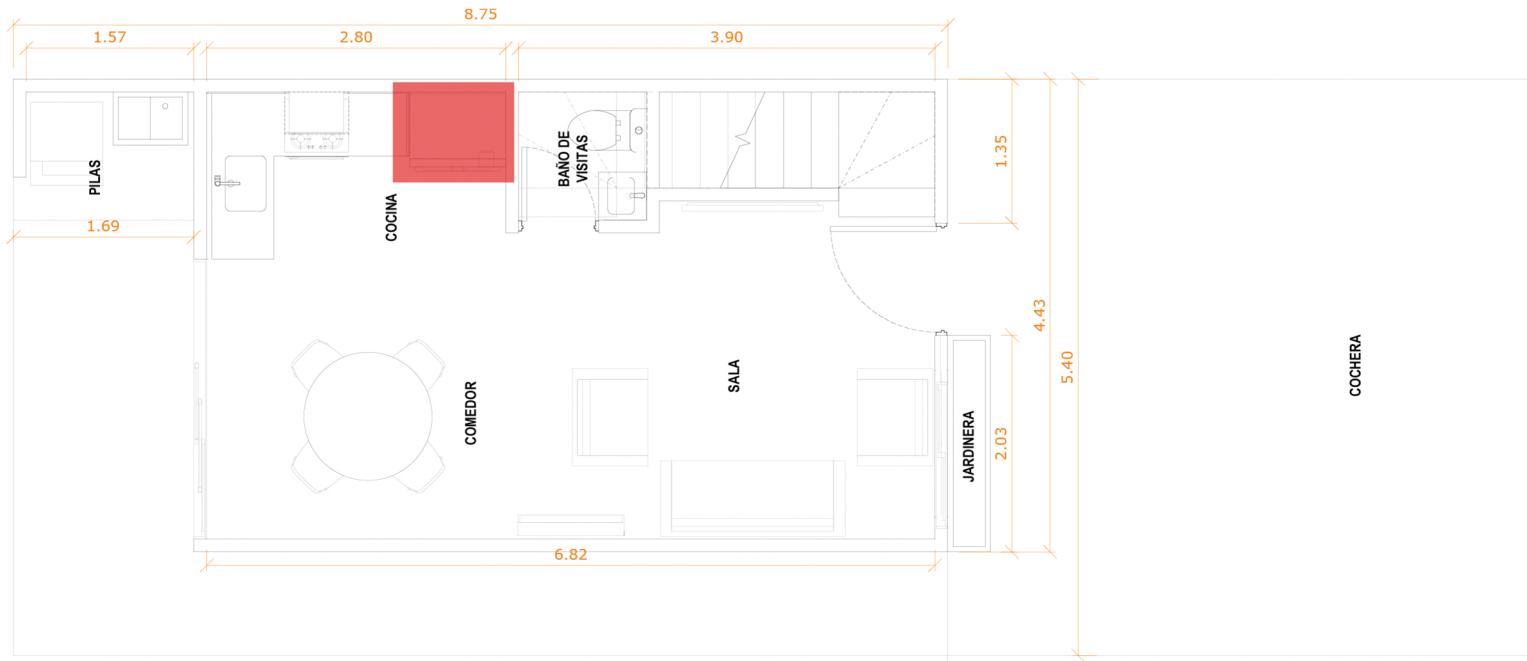 8.75
1.57
2.80
3.90
PILAS
COCINA
BAÑO DE
VISITAS
1.35
1.69
4.43
5.40
COMEDOR
SALA
JARDINERA
2.03
COCHERA
6.82